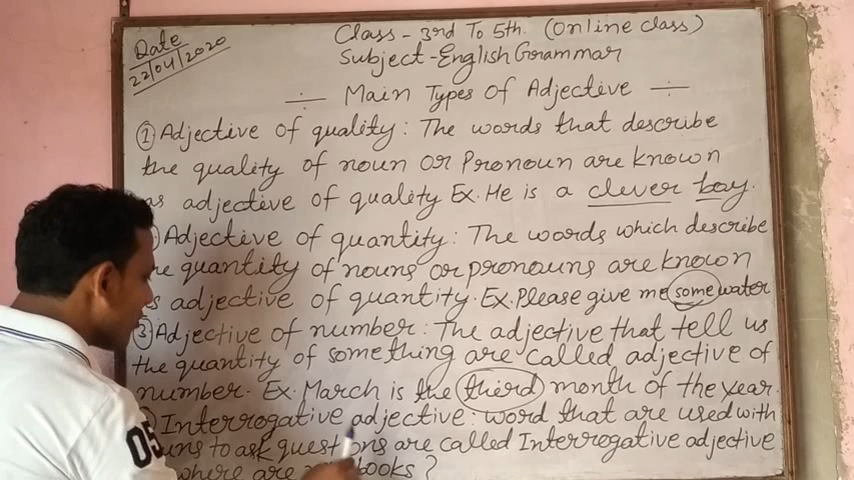 Date
22/04/2020
Class - 3rd To 5th. (Online class)
Subject - English Grammar
Main Types Of Adjective
① Adjective of quality : The words that describe
the quality of noun or Pronoun are known
as adjective of quality Ex. He is a clever boy.
Adjective of quantity : The words which describe
quantity of nouns or pronouns are known
adjective of quantity. Ex. Please give me some water
③ Adjective of number : The adjective that tell us
the quantity of something are called adjective of
number. Ex. March is the third month of the year.
Interrogative adjective : word that are used with
to ask questions are called Interrogative adjective
where are books ?
05